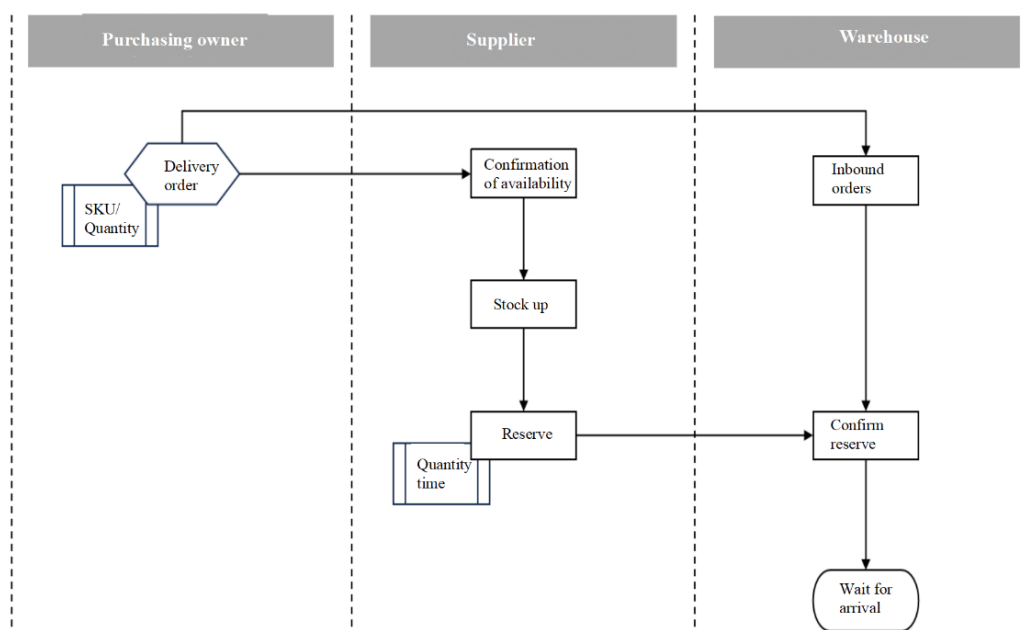 Purchasing owner
Supplier
Warehouse
Delivery
order
SKU/
Quantity
Confirmation
of availability
Inbound
orders
Stock up
Reserve
Quantity
time
Confirm
reserve
Wait for
arrival